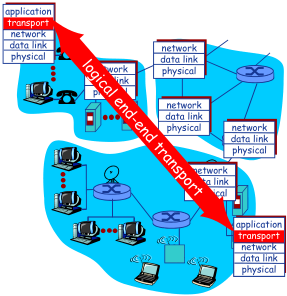 application
transport
network
data link
physical
network
data link
physical
network
data link
physical
network
data link
physical
network
data link
physical
network
data link
physical
logical end-end transport
application
transport
network
data link
physical